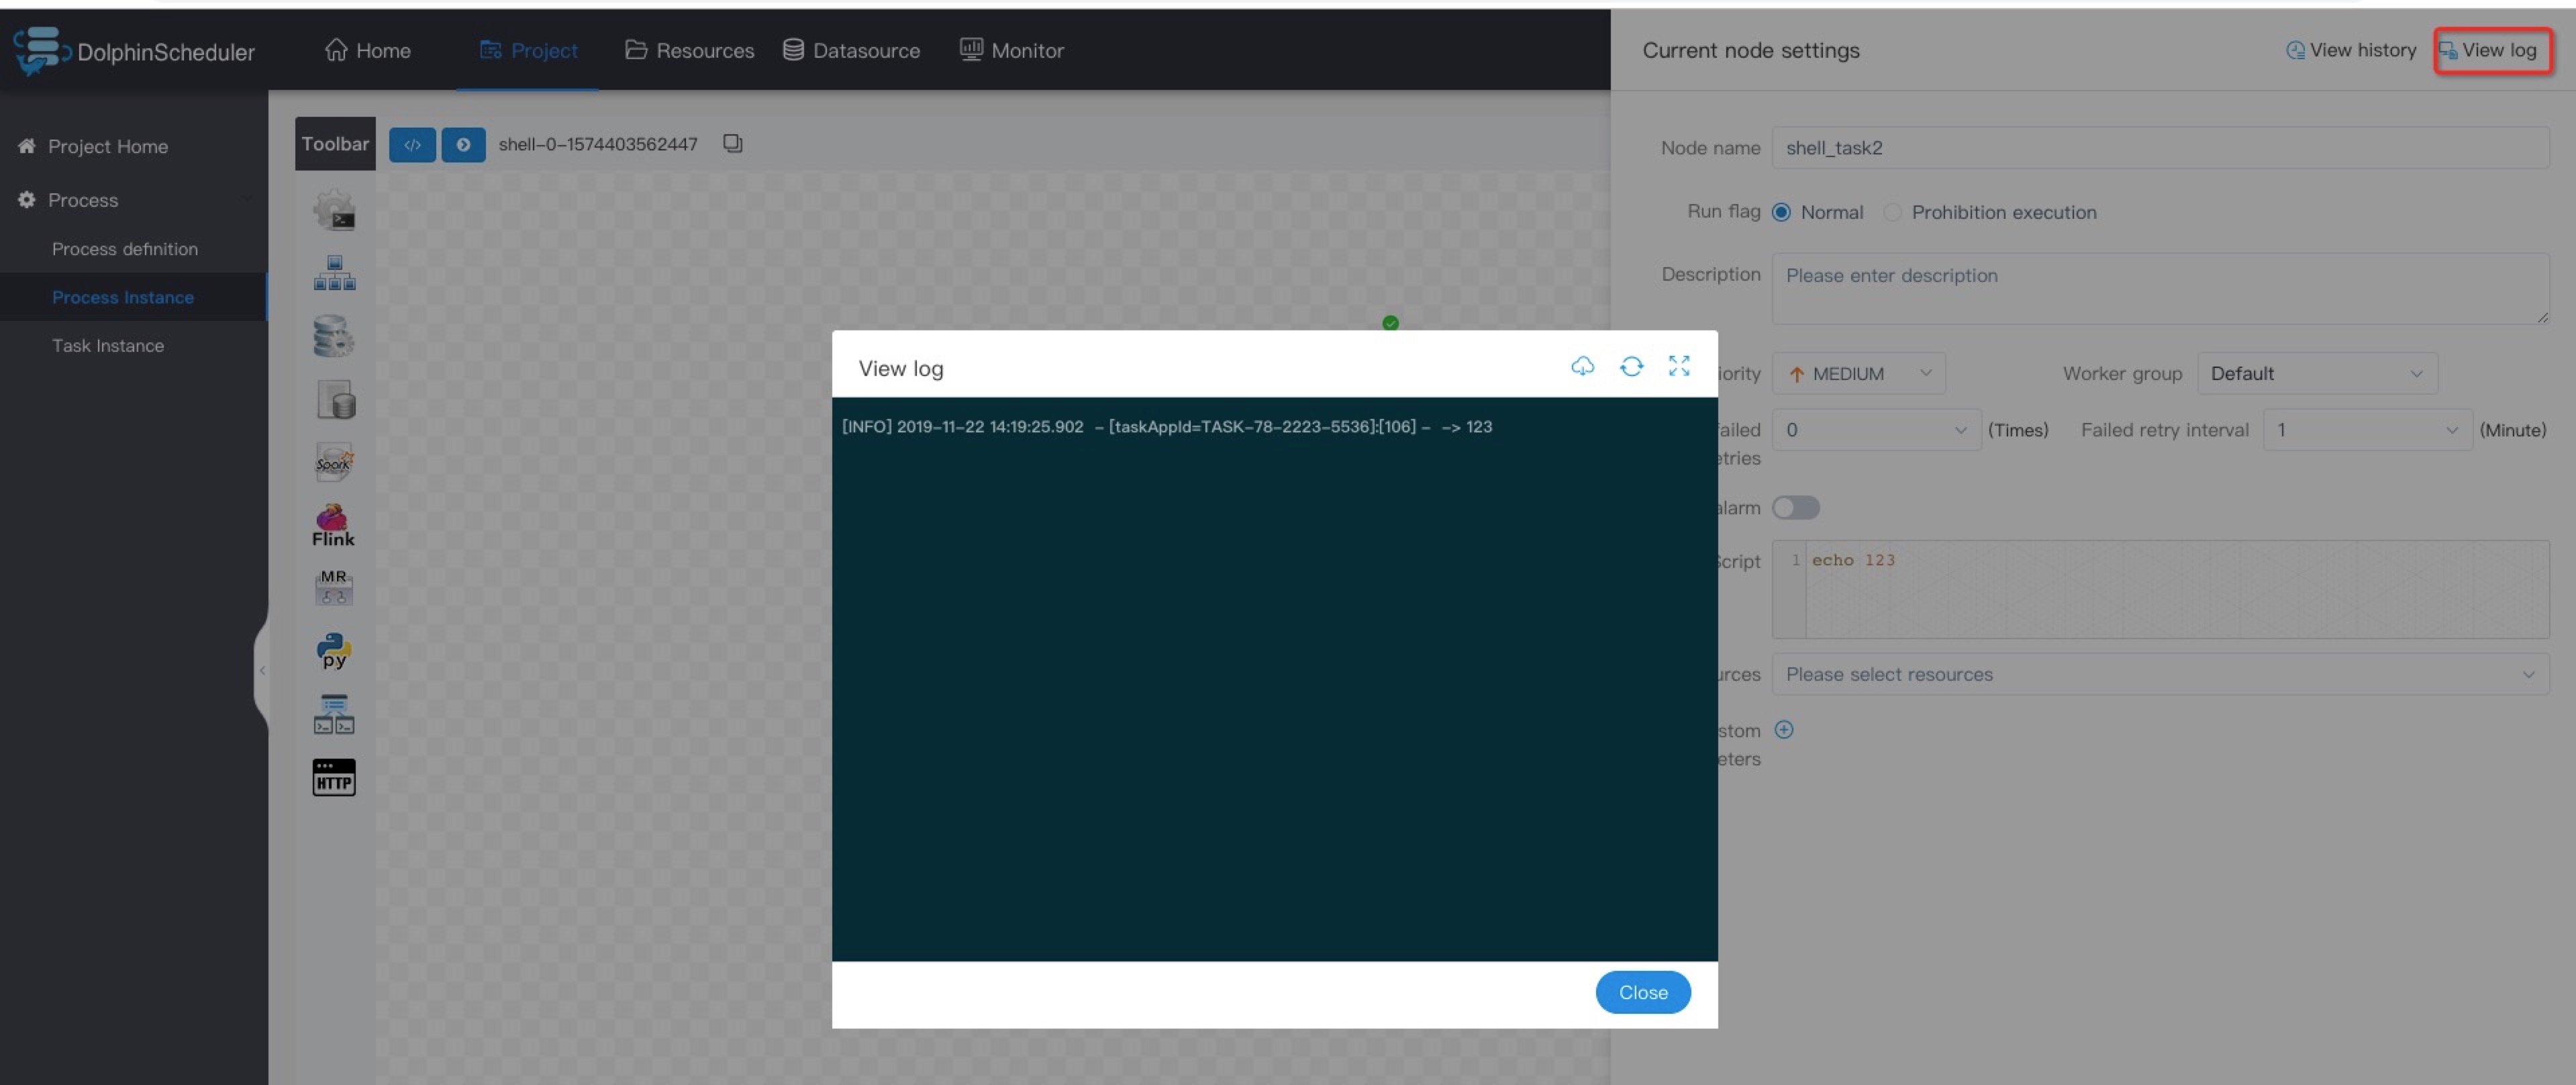 DolphinScheduler
Home
Project
Resources
Datasource
Monitor
Current node settings
View history
View log
Project Home
Process
Process definition
Process Instance
Task Instance
Toolbar
</>
shell-0-1574403562447
Spark
Flink
MR
py
HTTP
Node name
shell_task2
Run flag
Normal
Prohibition execution
Description
Please enter description
iority
MEDIUM
Worker group
Default
ailed
etries
0
(Times)
Failed retry interval
1
(Minute)
alarm
Script
1
echo 123
urces
Please select resources
stom
eters
View log
[INFO] 2019-11-22 14:19:25.902 - [taskAppId=TASK-78-2223-5536]:[106] - -> 123
Close